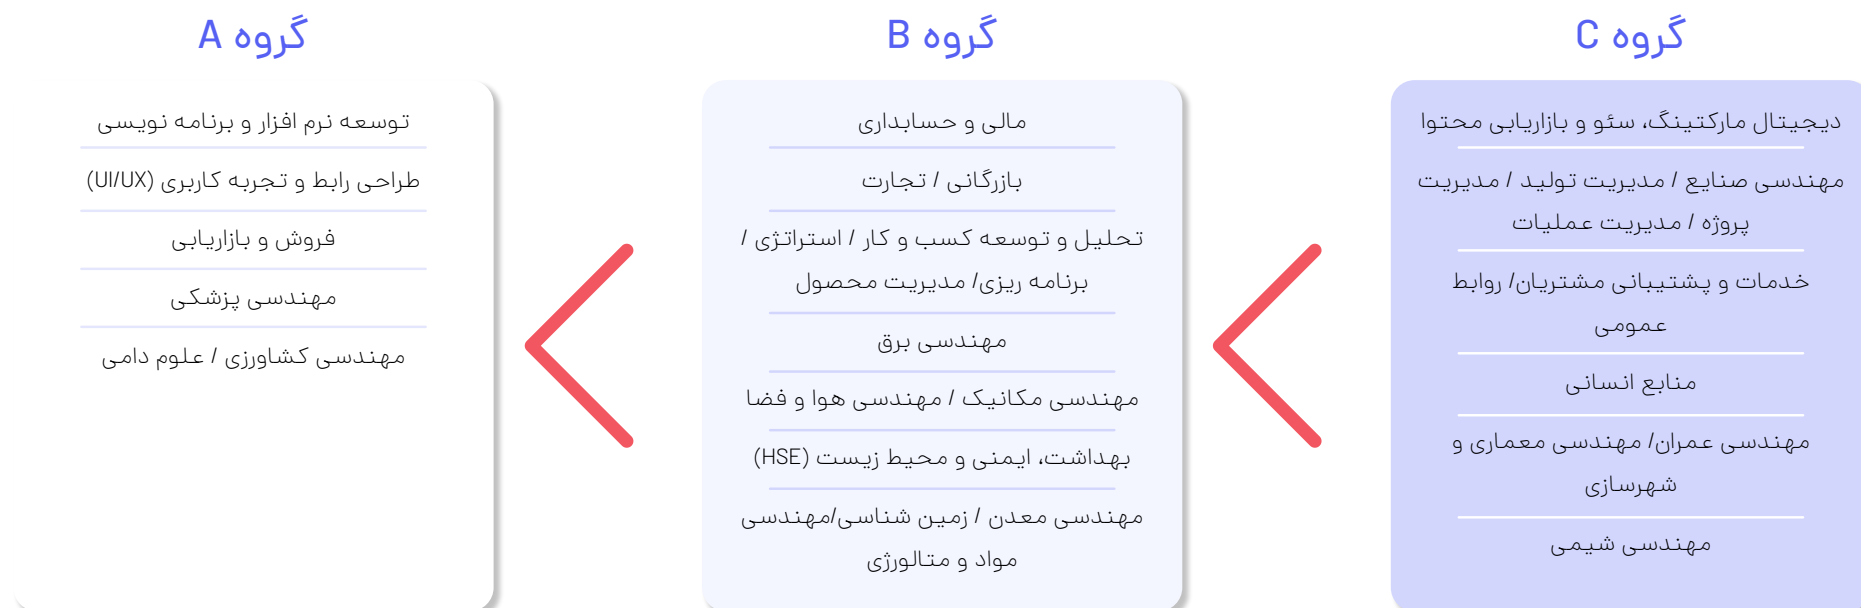 گروه C
دیجیتال مارکتینگ، سئو و بازاریابی محتوا
مهندسی صنایع / مدیریت تولید / مدیریت
پروژه / مدیریت عملیات
خدمات و پشتیبانی مشتریان/ روابط
عمومی
منابع انسانی
مهندسی عمران/ مهندسی معماری و
شهرسازی
مهندسی شیمی
گروه B
مالی و حسابداری
بازرگانی / تجارت
تحلیل و توسعه کسب و کار / استراتژی /
برنامه ریزی/ مدیریت محصول
مهندسی برق
مهندسی مکانیک / مهندسی هوا و فضا
بهداشت، ایمنی و محیط زیست (HSE)
مهندسی معدن / زمین شناسی/مهندسی
مواد و متالورژی
گروه A
توسعه نرم افزار و برنامه نویسی
طراحی رابط و تجربه کاربری (UI/UX)
فروش و بازاریابی
مهندسی پزشکی
مهندسی کشاورزی / علوم دامی